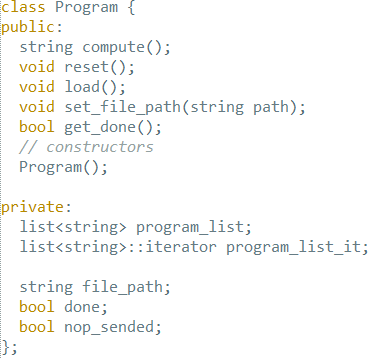 class Program {
public:
  string compute();
  void reset();
  void load();
  void set_file_path(string path);
  bool get_done();
  // constructors
  Program();

private:
  list<string> program_list;
  list<string>::iterator program_list_it;

  string file_path;
  bool done;
  bool nop_sended;
};